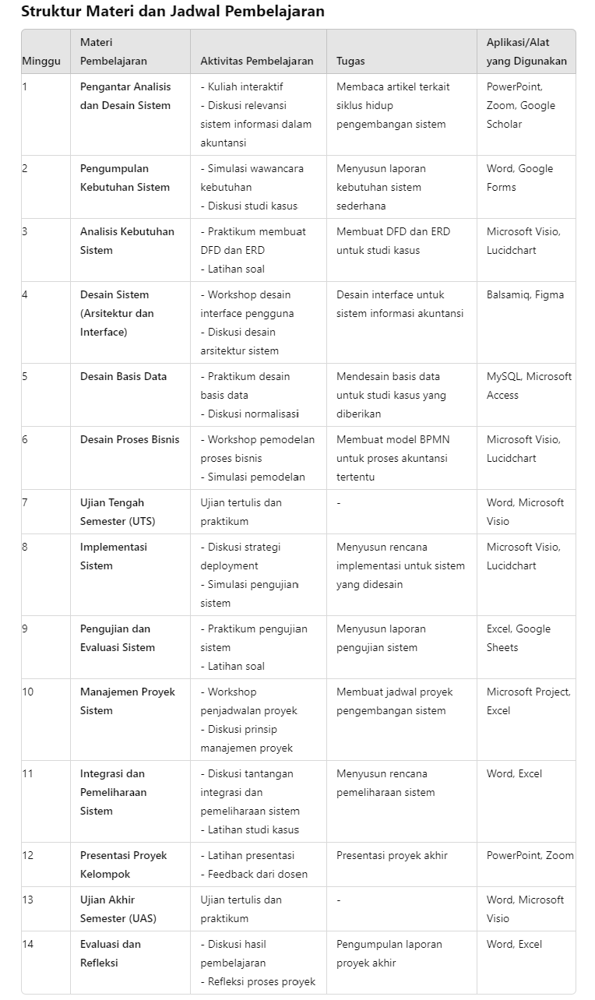 Struktur Materi dan Jadwal Pembelajaran
Minggu
Materi
Pembelajaran
Aktivitas Pembelajaran
Tugas
Aplikasi/Alat
yang Digunakan
1
Pengantar Analisis
dan Desain Sistem
- Kuliah interaktif
- Diskusi relevansi
sistem informasi dalam
akuntansi
Membaca artikel terkait
siklus hidup
pengembangan sistem
PowerPoint,
Zoom, Google
Scholar
2
Pengumpulan
Kebutuhan Sistem
- Simulasi wawancara
kebutuhan
- Diskusi studi kasus
Menyusun laporan
kebutuhan sistem
sederhana
Word, Google
Forms
3
Analisis Kebutuhan
Sistem
- Praktikum membuat
DFD dan ERD
- Latihan soal
Membuat DFD dan ERD
untuk studi kasus
Microsoft Visio,
Lucidchart
4
Desain Sistem
(Arsitektur dan
Interface)
- Workshop desain
interface pengguna
- Diskusi desain
arsitektur sistem
Desain interface untuk
sistem informasi akuntansi
Balsamiq, Figma
5
Desain Basis Data
- Praktikum desain
basis data
- Diskusi normalisasi
Mendesain basis data
untuk studi kasus yang
diberikan
MySQL, Microsoft
Access
6
Desain Proses Bisnis
- Workshop pemodelan
proses bisnis
- Simulasi pemodelan
Membuat model BPMN
untuk proses akuntansi
tertentu
Microsoft Visio,
Lucidchart
7
Ujian Tengah
Semester (UTS)
Ujian tertulis dan
praktikum
-
Word, Microsoft
Visio
8
Implementasi
Sistem
- Diskusi strategi
deployment
- Simulasi pengujian
sistem
Menyusun rencana
implementasi untuk sistem
yang didesain
Microsoft Visio,
Lucidchart
9
Pengujian dan
Evaluasi Sistem
- Praktikum pengujian
sistem
- Latihan soal
Menyusun laporan
pengujian sistem
Excel, Google
Sheets
10
Manajemen Proyek
Sistem
- Workshop
penjadwalan proyek
- Diskusi prinsip
manajemen proyek
Membuat jadwal proyek
pengembangan sistem
Microsoft Project,
Excel
11
Integrasi dan
Pemeliharaan
Sistem
- Diskusi tantangan
integrasi dan
pemeliharaan sistem
- Latihan studi kasus
Menyusun rencana
pemeliharaan sistem
Word, Excel
12
Presentasi Proyek
Kelompok
- Latihan presentasi
- Feedback dari dosen
Presentasi proyek akhir
PowerPoint, Zoom
13
Ujian Akhir
Semester (UAS)
Ujian tertulis dan
praktikum
-
Word, Microsoft
Visio
14
Evaluasi dan
Refleksi
- Diskusi hasil
pembelajaran
- Refleksi proses proyek
Pengumpulan laporan
proyek akhir
Word, Excel